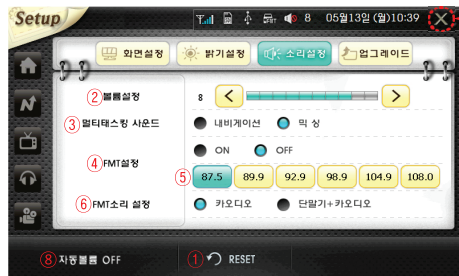 Setup T.ıl 8 05월13일 (월)10:39
화면설정 밝기설정 소리설정 업그레이드
② 볼륨설정 8 < >
③ 멀티태스킹 사운드 내비게이션 믹 싱
④ FMT설정 ON OFF
⑤ 87.5 89.9 92.9 98.9 104.9 108.0
⑥ FMT소리 설정 카오디오 단말기+카오디오
⑧ 자동볼륨 OFF ① RESET